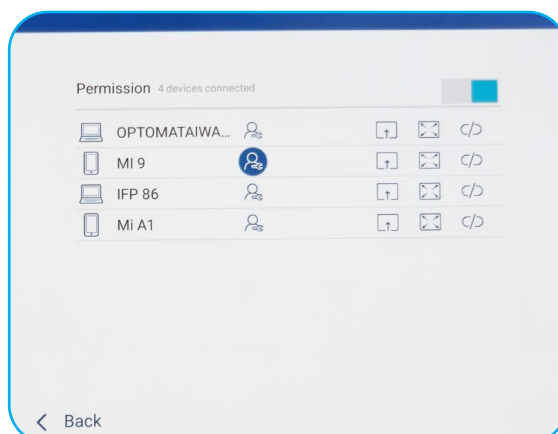 Permission 4 devices connected
OPTOMATAIWA...
MI 9
IFP 86
Mi A1
Back